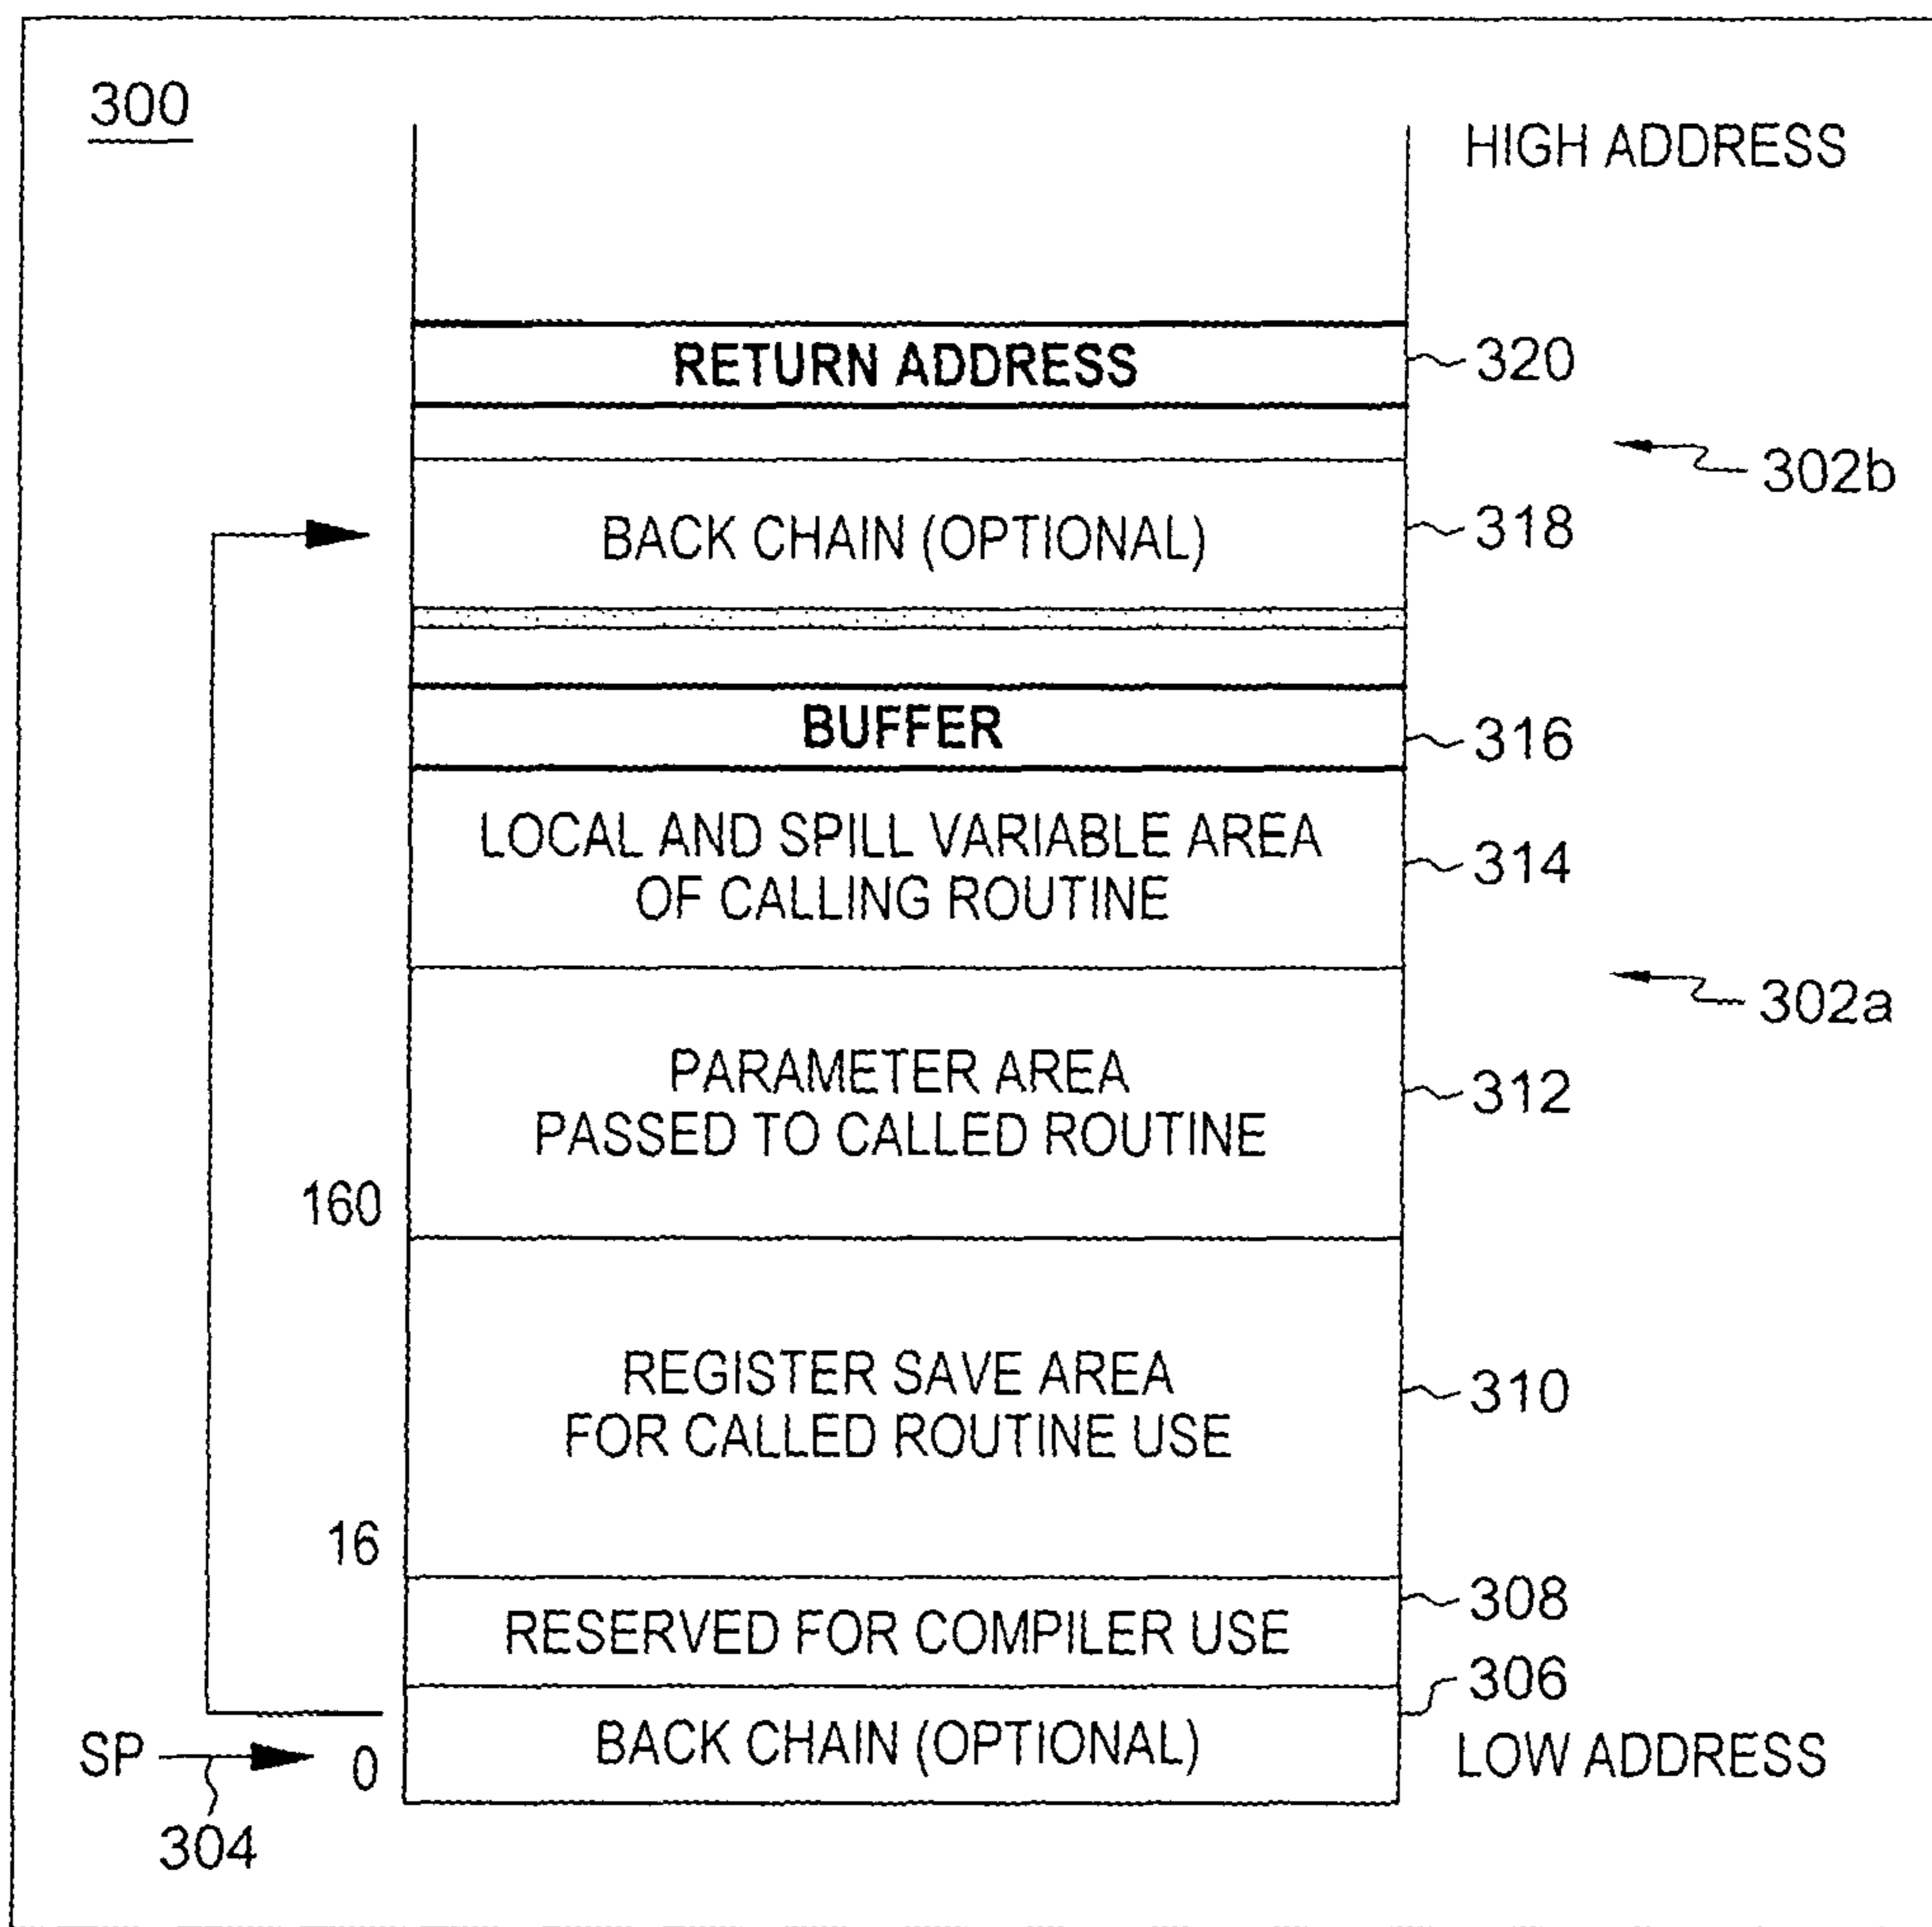 300
HIGH ADDRESS
RETURN ADDRESS
320
302b
BACK CHAIN (OPTIONAL)
318
BUFFER
316
LOCAL AND SPILL VARIABLE AREA
OF CALLING ROUTINE
314
302a
PARAMETER AREA
PASSED TO CALLED ROUTINE
312
160
REGISTER SAVE AREA
FOR CALLED ROUTINE USE
310
16
RESERVED FOR COMPILER USE
308
306
BACK CHAIN (OPTIONAL)
LOW ADDRESS
SP
0
304